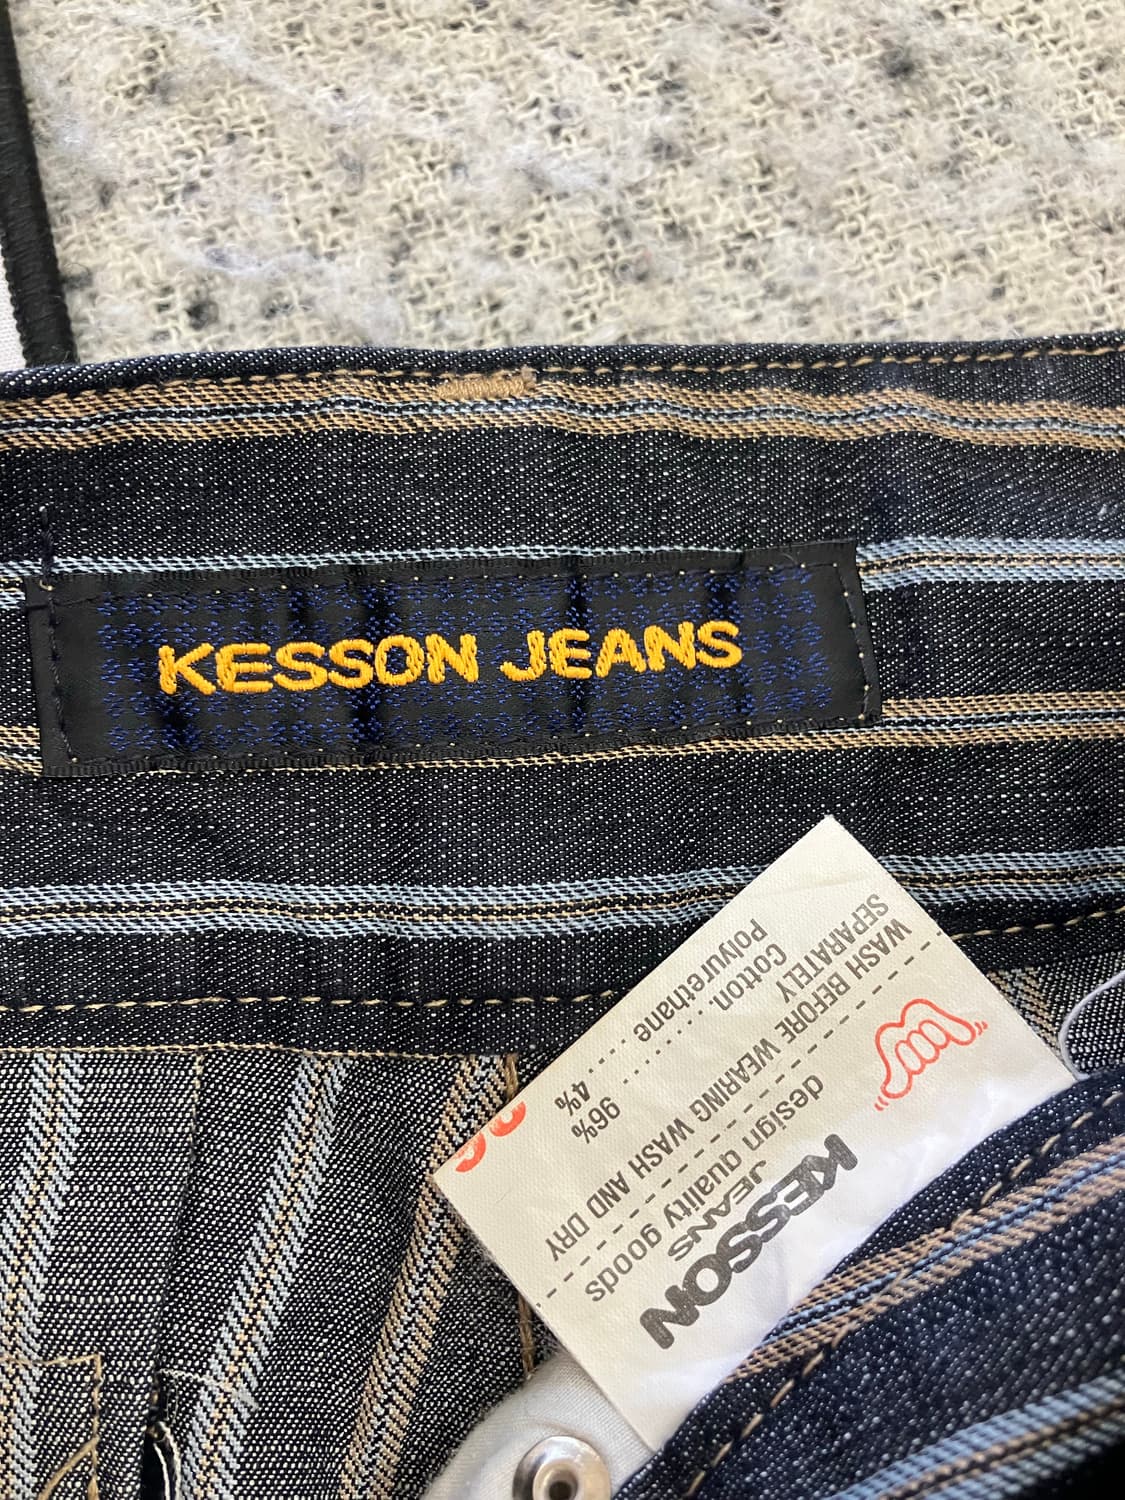 KESSON JEANS
KESSON
JEANS
design quality goods
WASH BEFORE WEARING WASH AND DRY
SEPARATELY
Cotton ........ 96%
Polyurethane ..... 4%